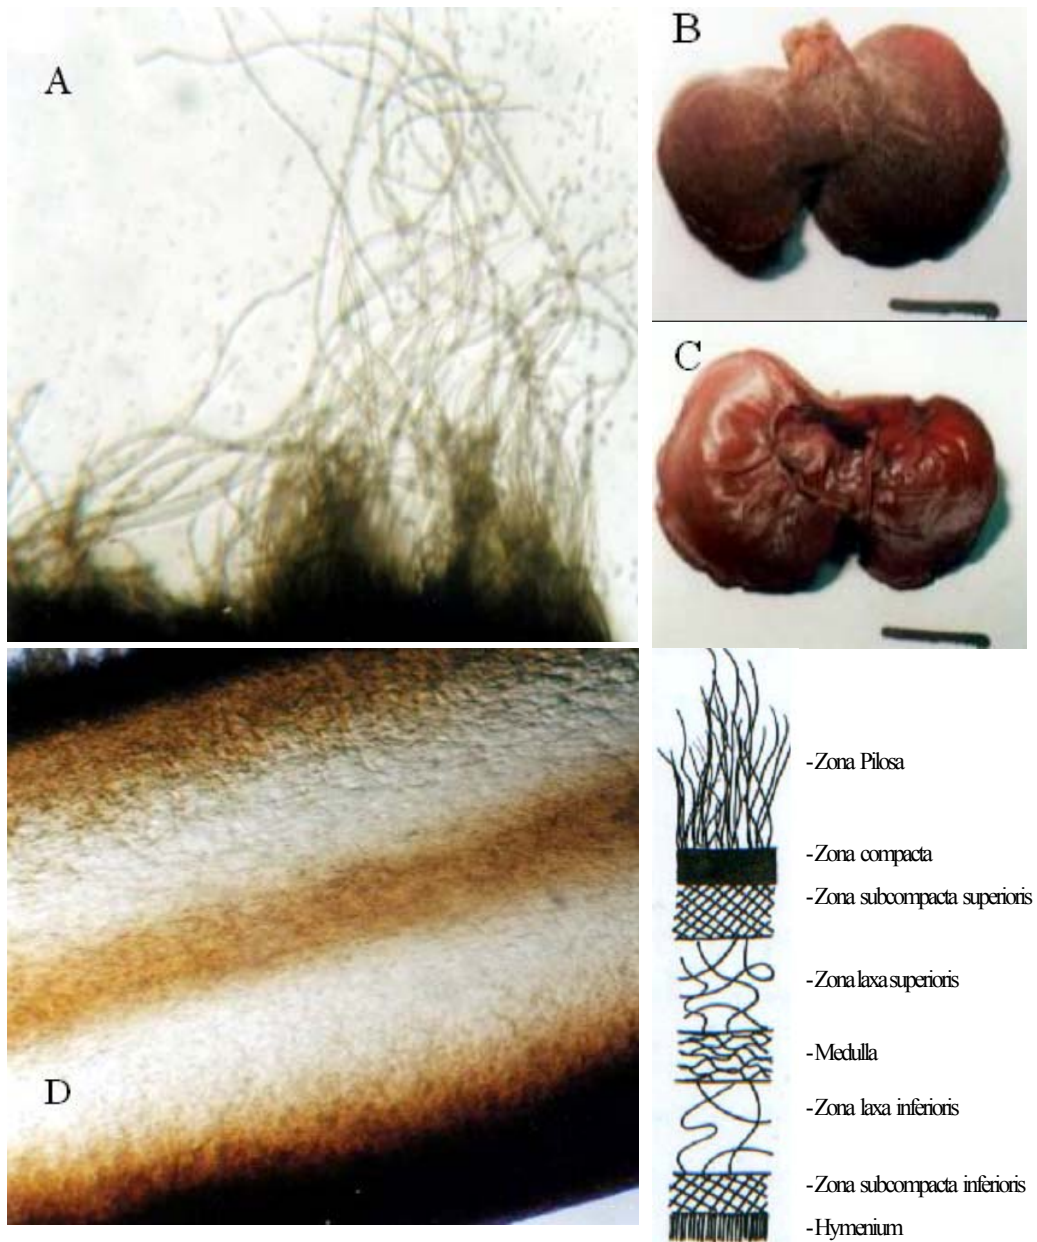 A
B
C
D
-Zona Pilosa
-Zona compacta
-Zona subcompacta superioris
-Zona laxa superioris
-Medulla
-Zona laxa inferioris
-Zona subcompacta inferioris
-Hymenium